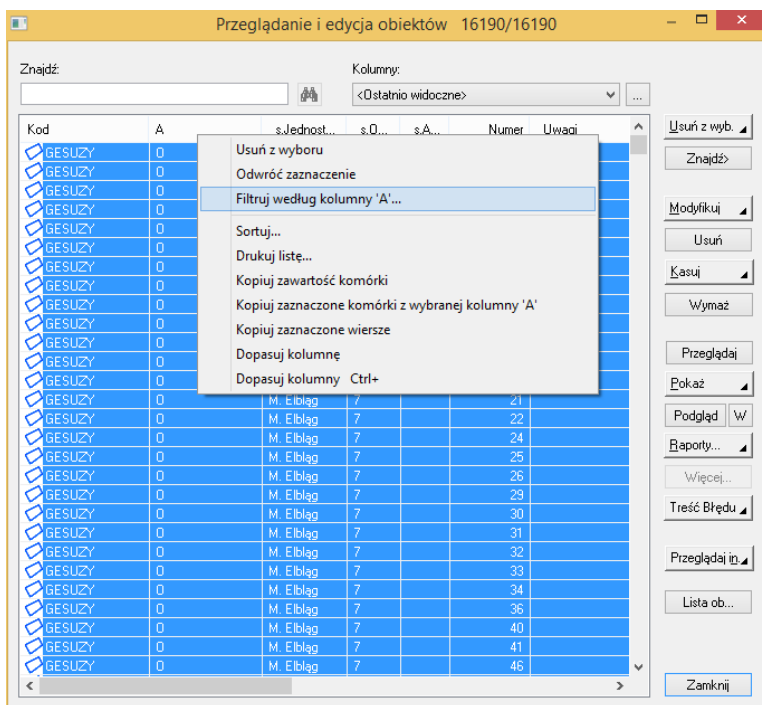 Przeglądanie i edycja obiektów 16190/16190
Znajdź:
Kolumny:
<Ostatnio widoczne>
...
Kod A s.Jednost... s.O... s.A... Numer Uwagi
GESUZY 0
GESUZY 0
GESUZY 0
GESUZY 0
GESUZY 0
GESUZY 0
GESUZY 0
GESUZY 0
GESUZY 0
GESUZY 0
GESUZY 0
GESUZY 0
GESUZY 0
GESUZY 0 M. Elbląg 7 21
GESUZY 0 M. Elbląg 7 22
GESUZY 0 M. Elbląg 7 24
GESUZY 0 M. Elbląg 7 25
GESUZY 0 M. Elbląg 7 26
GESUZY 0 M. Elbląg 7 29
GESUZY 0 M. Elbląg 7 30
GESUZY 0 M. Elbląg 7 31
GESUZY 0 M. Elbląg 7 32
GESUZY 0 M. Elbląg 7 33
GESUZY 0 M. Elbląg 7 34
GESUZY 0 M. Elbląg 7 36
GESUZY 0 M. Elbląg 7 40
GESUZY 0 M. Elbląg 7 41
GESUZY 0 M. Elbląg 7 46
Usuń z wyboru
Odwróć zaznaczenie
Filtruj według kolumny 'A'...
Sortuj...
Drukuj listę...
Kopiuj zawartość komórki
Kopiuj zaznaczone komórki z wybranej kolumny 'A'
Kopiuj zaznaczone wiersze
Dopasuj kolumnę
Dopasuj kolumny Ctrl+
Usuń z wyb.
Znajdź>
Modyfikuj
Usuń
Kasuj
Wymaż
Przeglądaj
Pokaż
Podgląd W
Raporty...
Więcej...
Treść Błędu
Przeglądaj in.
Lista ob...
Zamknij